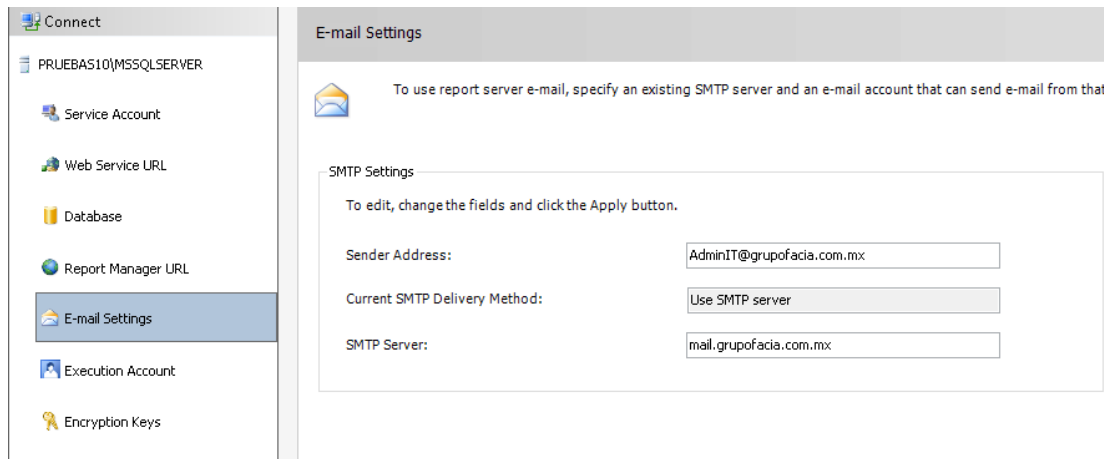 Connect
PRUEBAS10\MSSQLSERVER
Service Account
Web Service URL
Database
Report Manager URL
E-mail Settings
Execution Account
Encryption Keys
E-mail Settings
To use report server e-mail, specify an existing SMTP server and an e-mail account that can send e-mail from that
SMTP Settings
To edit, change the fields and click the Apply button.
Sender Address: AdminIT@grupofacia.com.mx
Current SMTP Delivery Method: Use SMTP server
SMTP Server: mail.grupofacia.com.mx